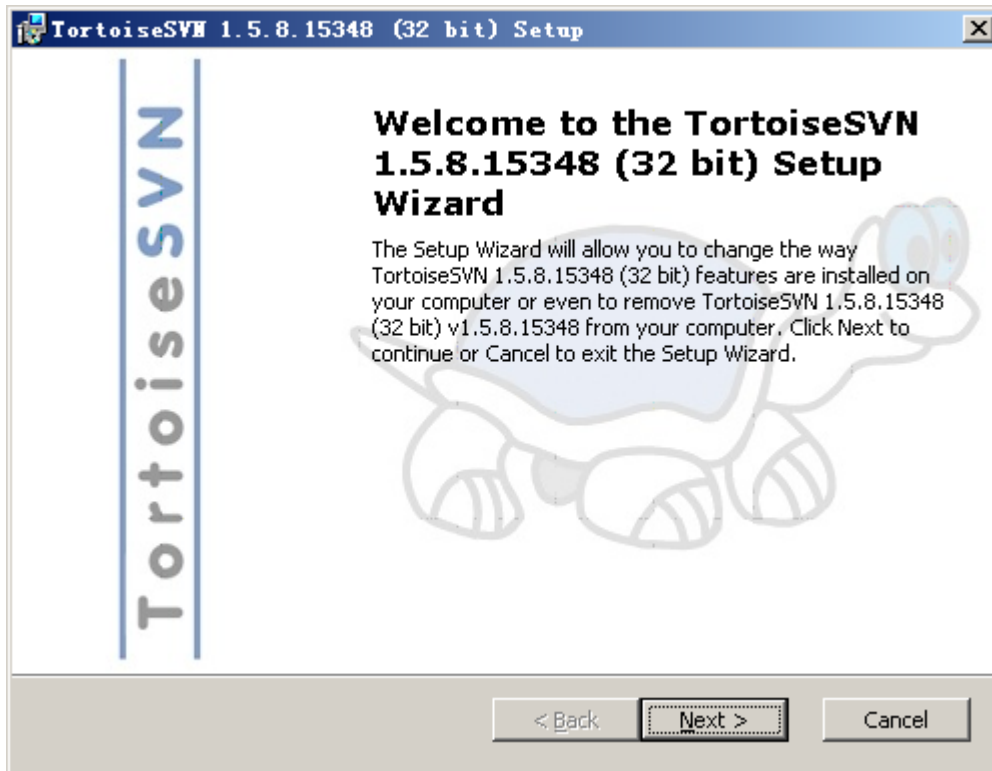 TortoiseSVN 1.5.8.15348 (32 bit) Setup
TortoiseSVN
Welcome to the TortoiseSVN
1.5.8.15348 (32 bit) Setup
Wizard
The Setup Wizard will allow you to change the way
TortoiseSVN 1.5.8.15348 (32 bit) features are installed on
your computer or even to remove TortoiseSVN 1.5.8.15348
(32 bit) v1.5.8.15348 from your computer. Click Next to
continue or Cancel to exit the Setup Wizard.
< Back
Next >
Cancel